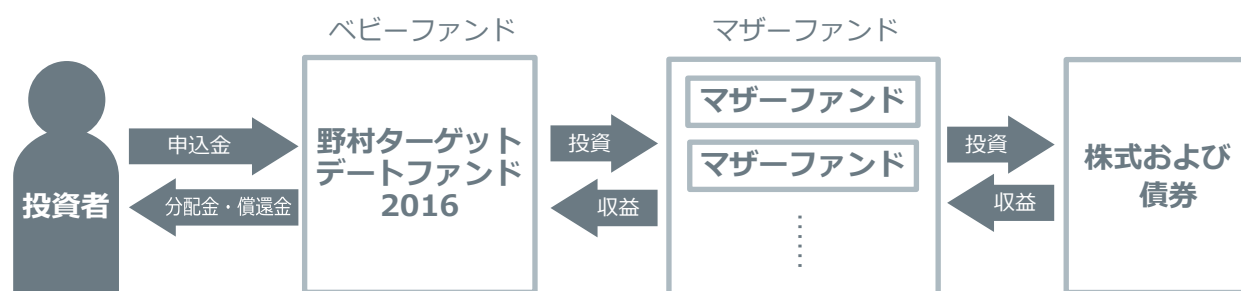 ベビーファンド
マザーファンド
投資者
申込金
分配金・償還金
野村ターゲット
デートファンド
2016
投資
収益
マザーファンド
マザーファンド
投資
収益
株式および
債券